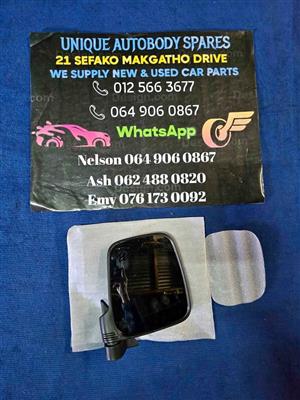 UNIQUE AUTOBODY SPARES
21 SEFAKO MAKGATHO DRIVE
WE SUPPLY NEW & USED CAR PARTS
012 566 3677
064 906 0867
WhatsApp
Nelson 064 906 0867
Ash 062 488 0820
Emy 076 173 0092